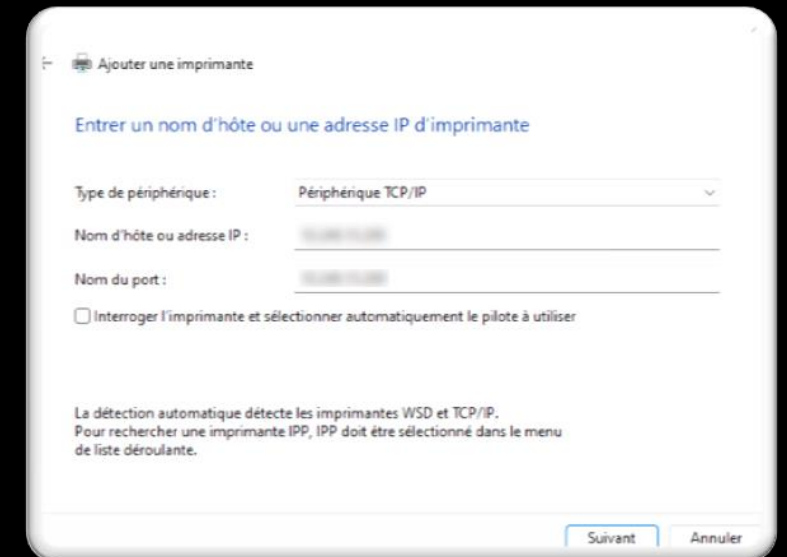 Ajouter une imprimante
Entrer un nom d'hôte ou une adresse IP d'imprimante
Type de périphérique : Périphérique TCP/IP
Nom d'hôte ou adresse IP :
Nom du port :
Interroger l'imprimante et sélectionner automatiquement le pilote à utiliser
La détection automatique détecte les imprimantes WSD et TCP/IP.
Pour rechercher une imprimante IPP, IPP doit être sélectionné dans le menu
de liste déroulante.
Suivant Annuler